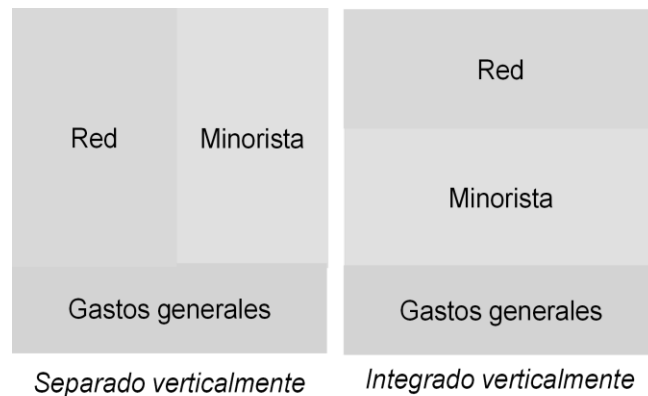 Red
Minorista
Gastos generales
Separado verticalmente
Red
Minorista
Gastos generales
Integrado verticalmente